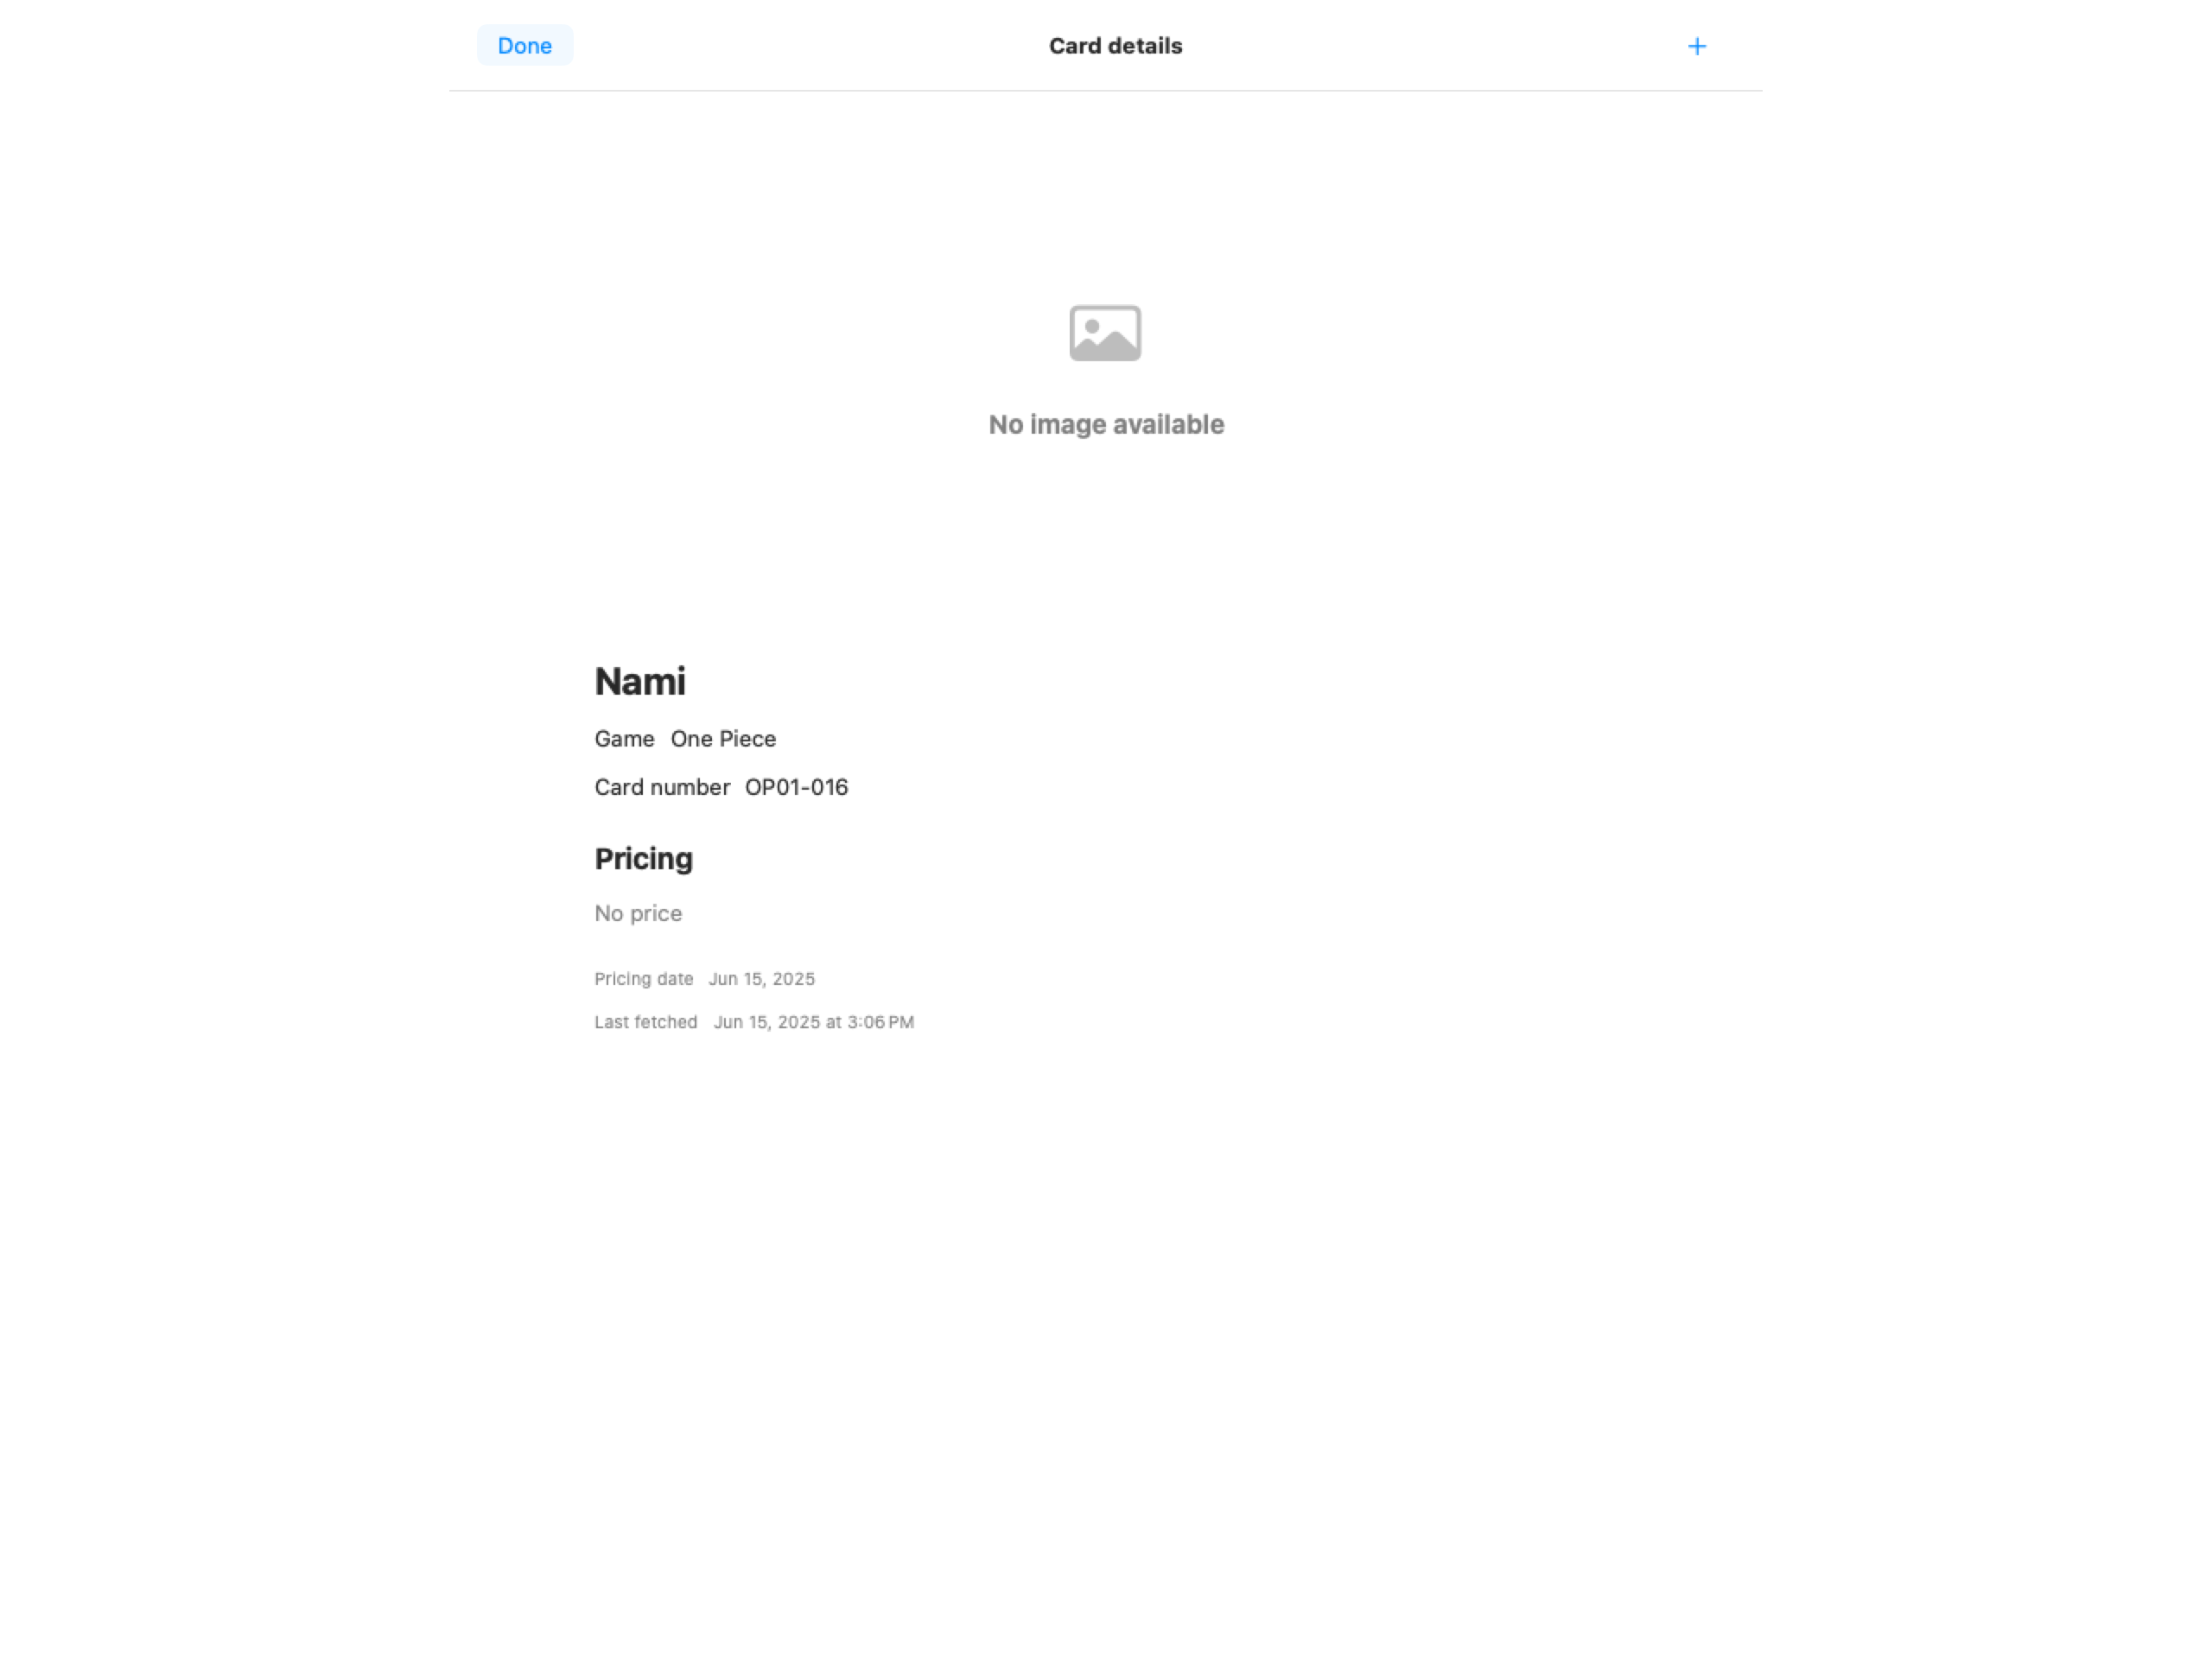 Done
Card details
+
No image available
Nami
Game One Piece
Card number OP01-016
Pricing
No price
Pricing date Jun 15, 2025
Last fetched Jun 15, 2025 at 3:06 PM